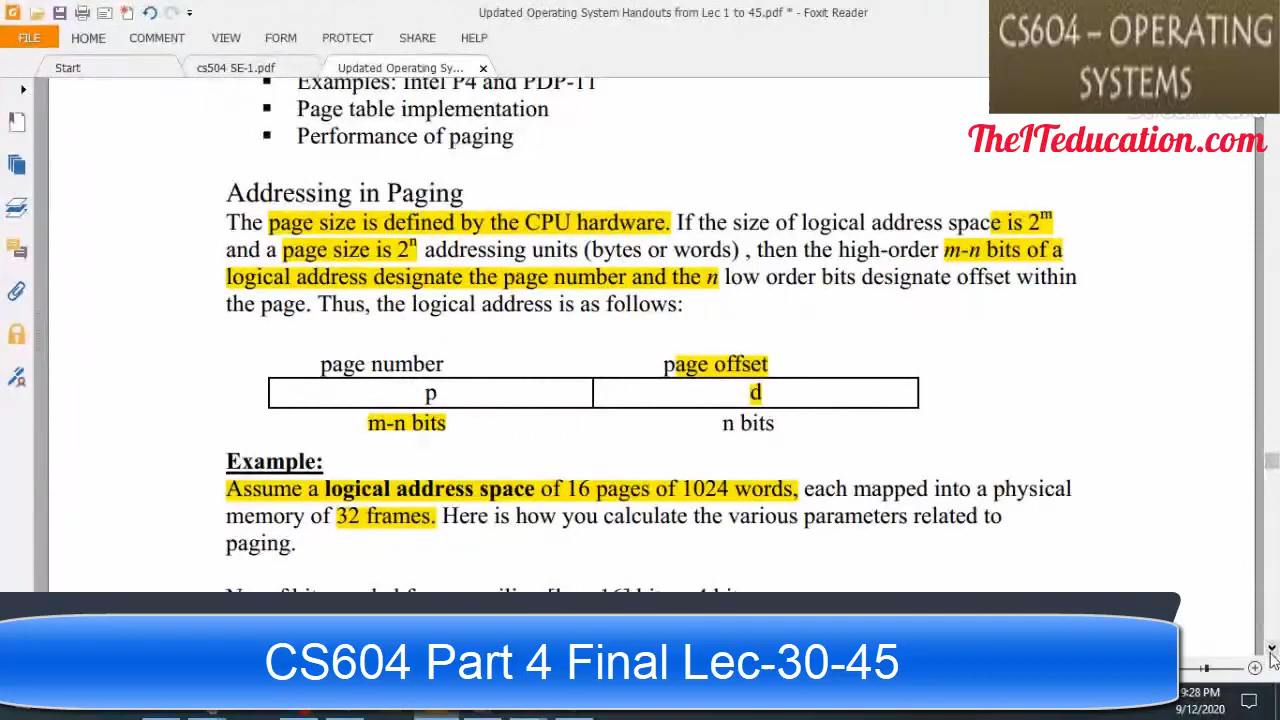 Updated Operating System Handouts from Lec 1 to 45.pdf * - Foxit Reader
CS604 – OPERATING
SYSTEMS
FILE HOME COMMENT VIEW FORM PROTECT SHARE HELP
Start cs504 SE-1.pdf Updated Operating Sy... ×
TheITeducation.com
▪ Examples: Intel P4 and PDP-11
▪ Page table implementation
▪ Performance of paging
Addressing in Paging
The page size is defined by the CPU hardware. If the size of logical address space is 2^m
and a page size is 2^n addressing units (bytes or words) , then the high-order m-n bits of a
logical address designate the page number and the n low order bits designate offset within
the page. Thus, the logical address is as follows:
page number page offset
p d
m-n bits n bits
Example:
Assume a logical address space of 16 pages of 1024 words, each mapped into a physical
memory of 32 frames. Here is how you calculate the various parameters related to
paging.
CS604 Part 4 Final Lec-30-45
9:28 PM
9/12/2020